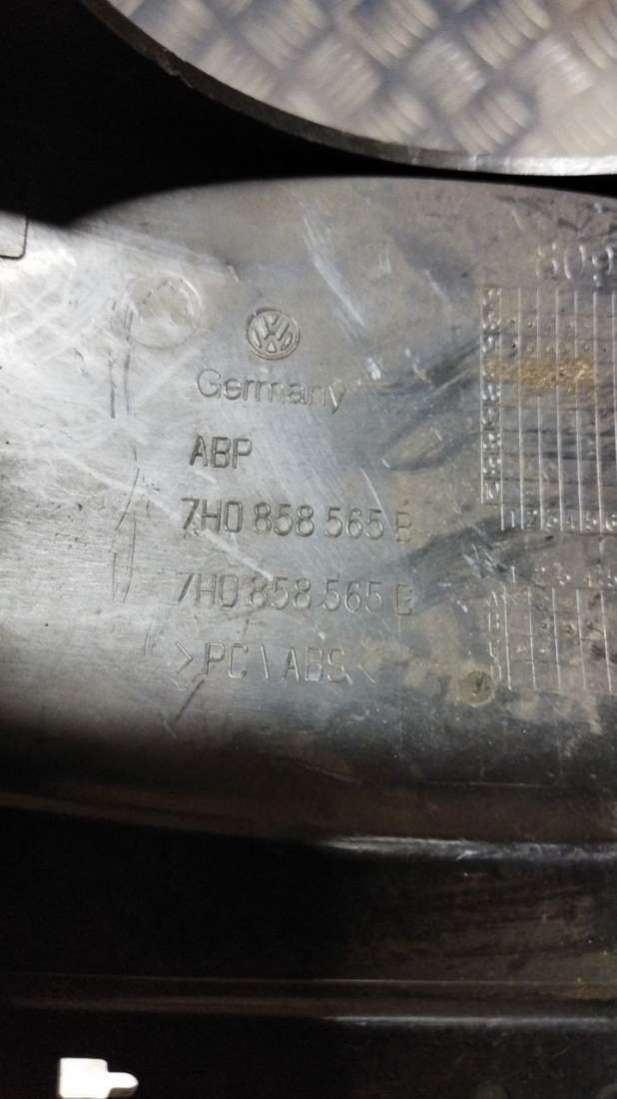 Germany
ABP
7H0 858 565 B
7H0 858 565
>PC\ABS<